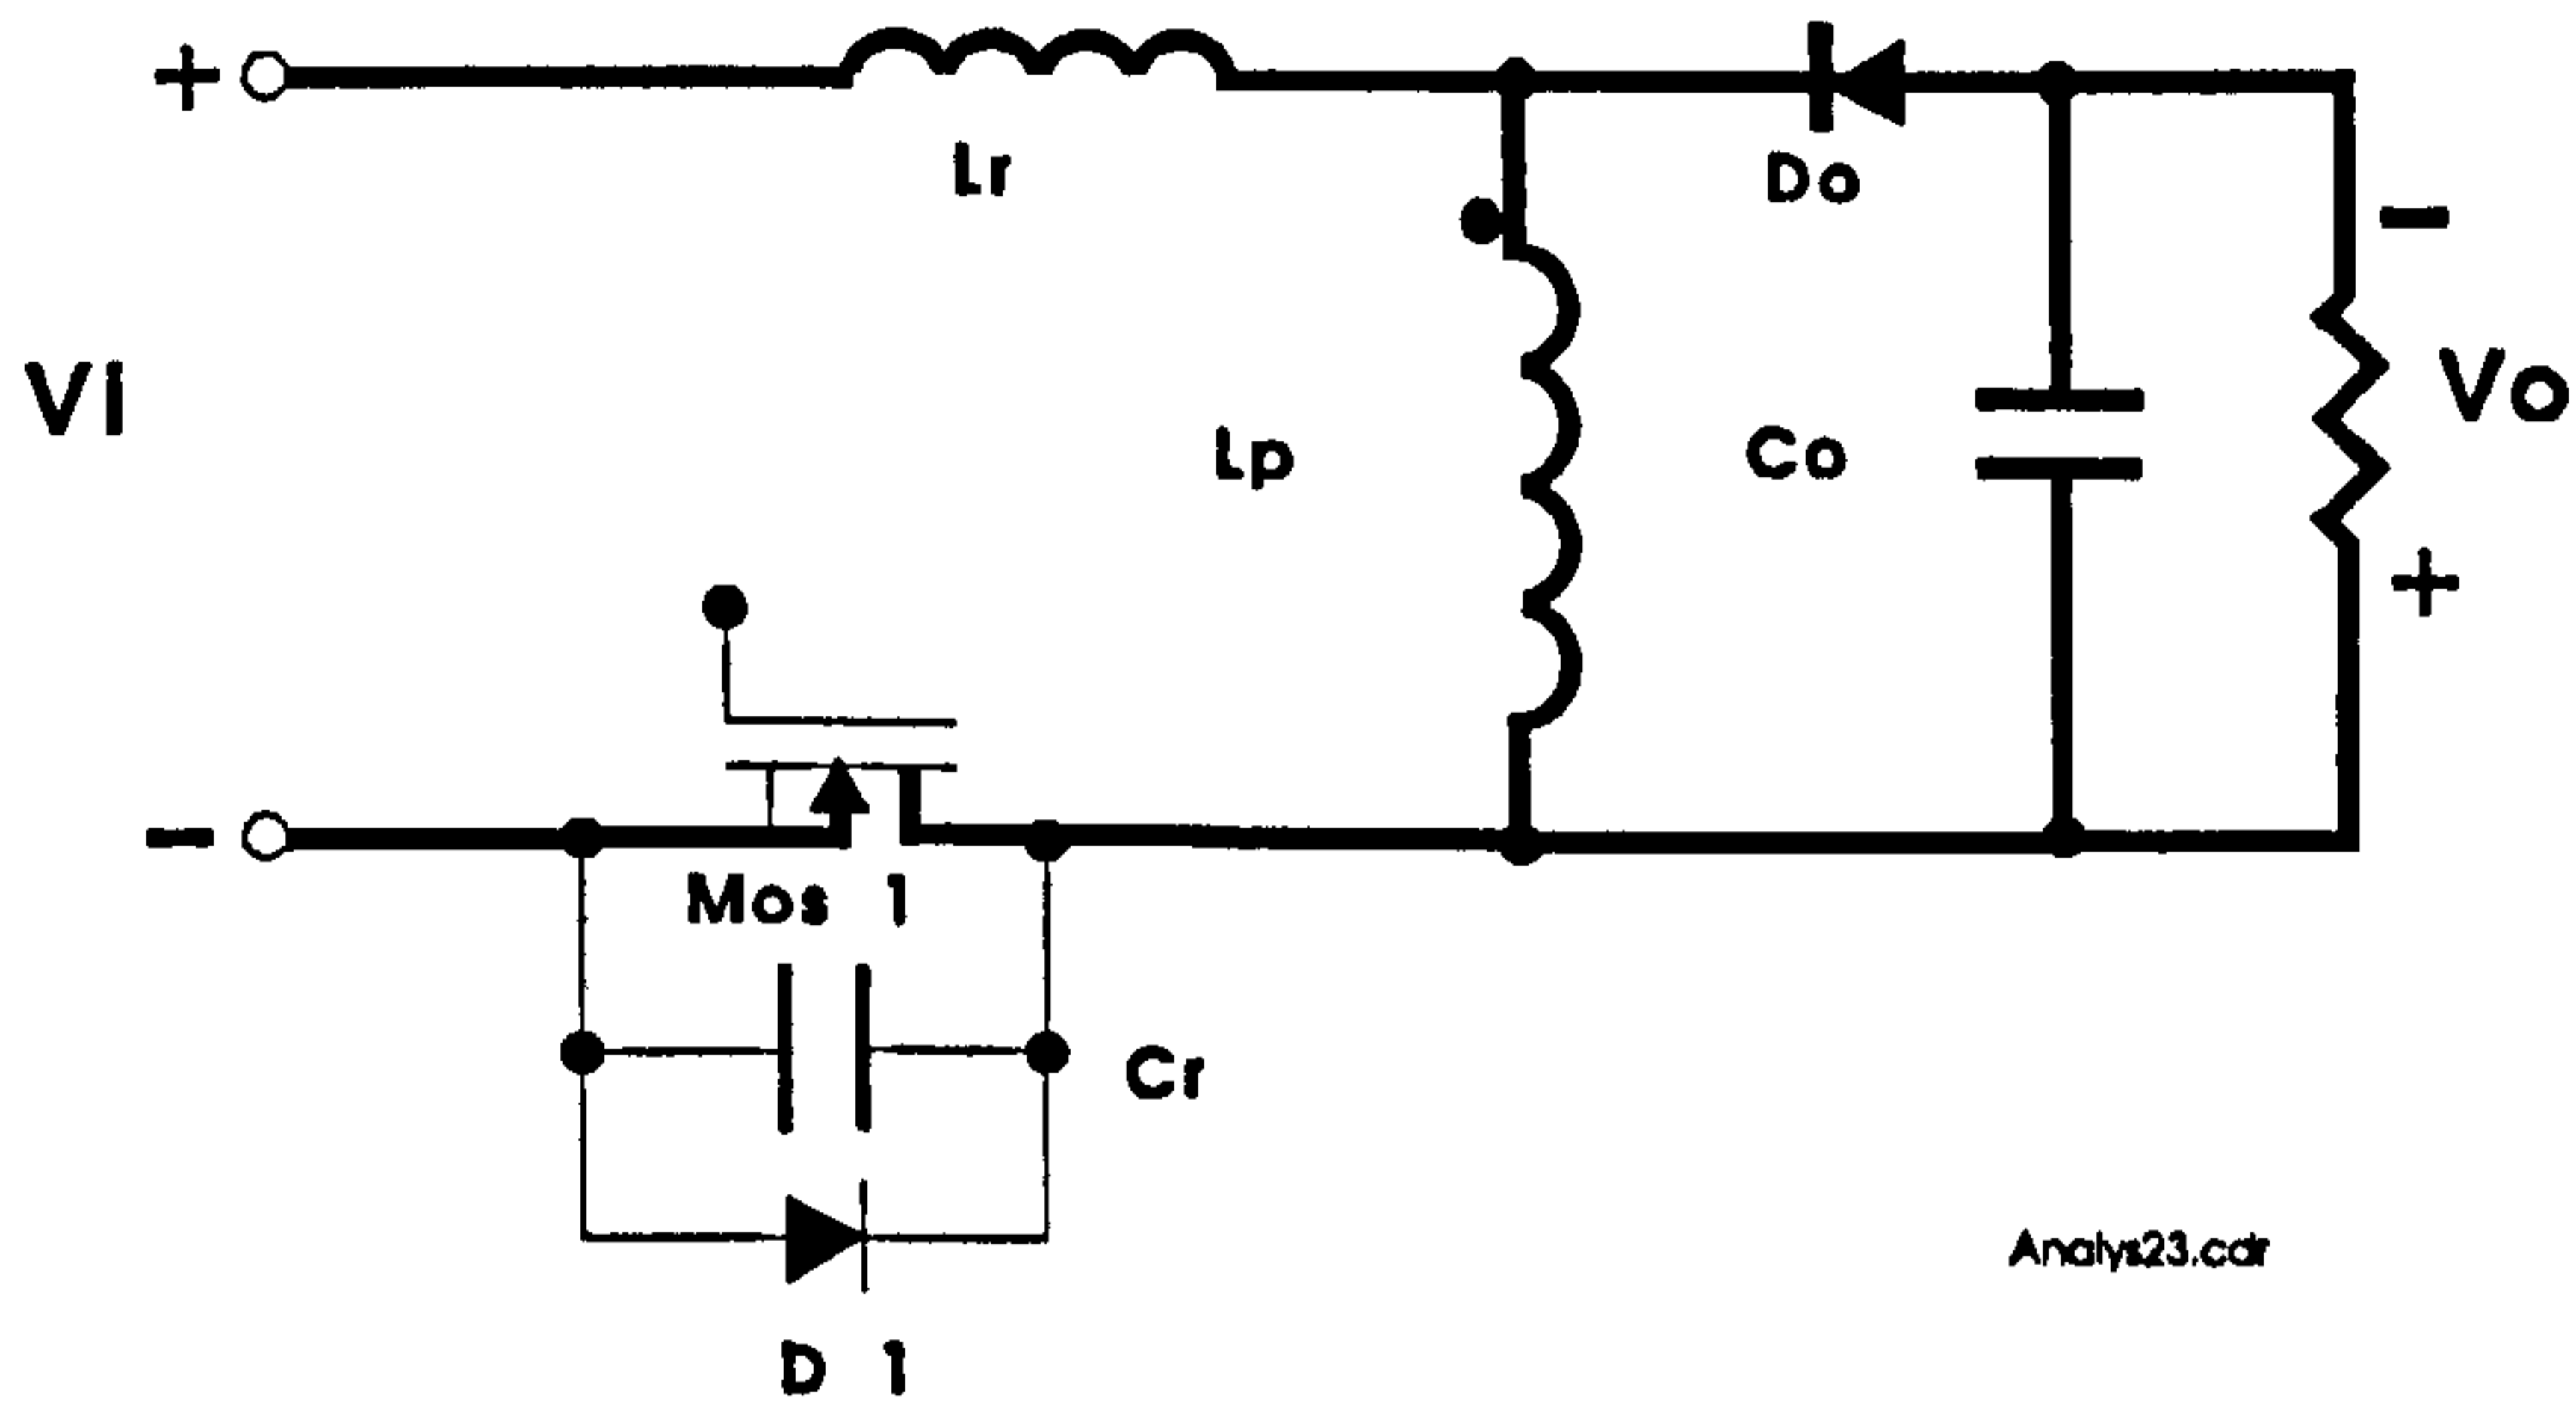 +
Lr
Do
−
Vi
Lp
Co
Vo
+
−
Mos 1
Cr
Analys23.cdr
D 1